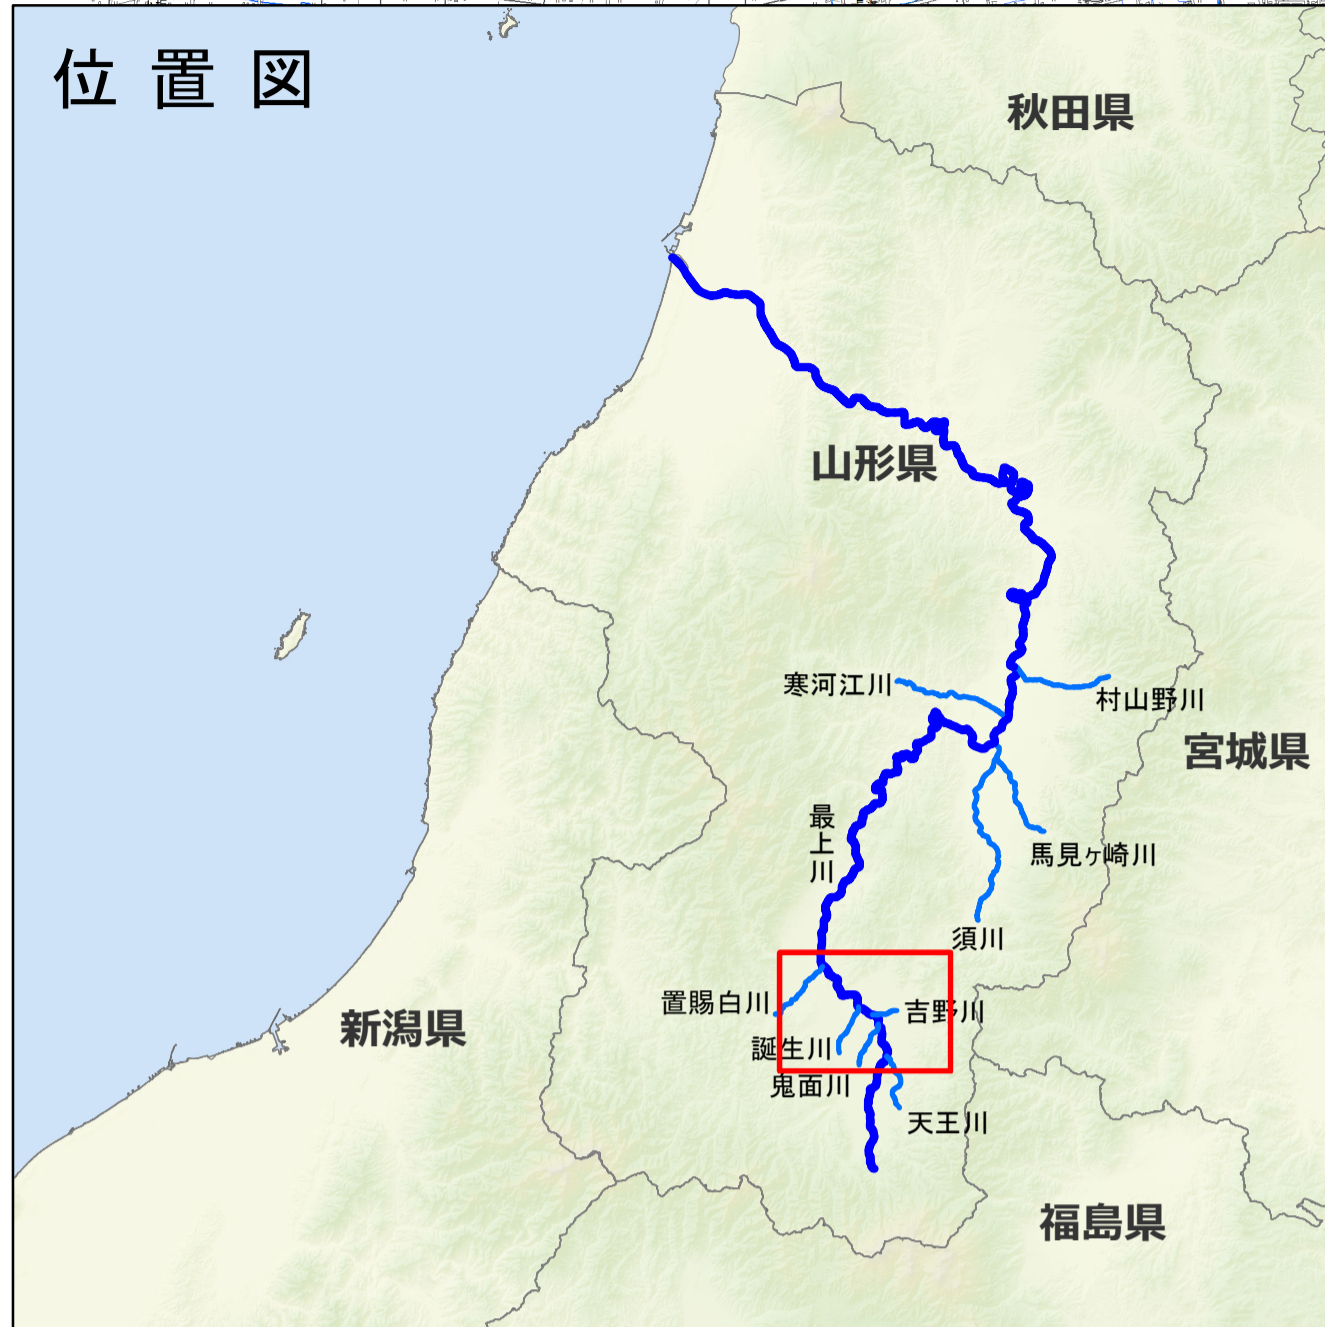 位置図
秋田県
山形県
寒河江川
村山野川
宮城県
最上川
馬見ヶ崎川
須川
置賜白川
吉野川
新潟県
誕生川
鬼面川
天王川
福島県